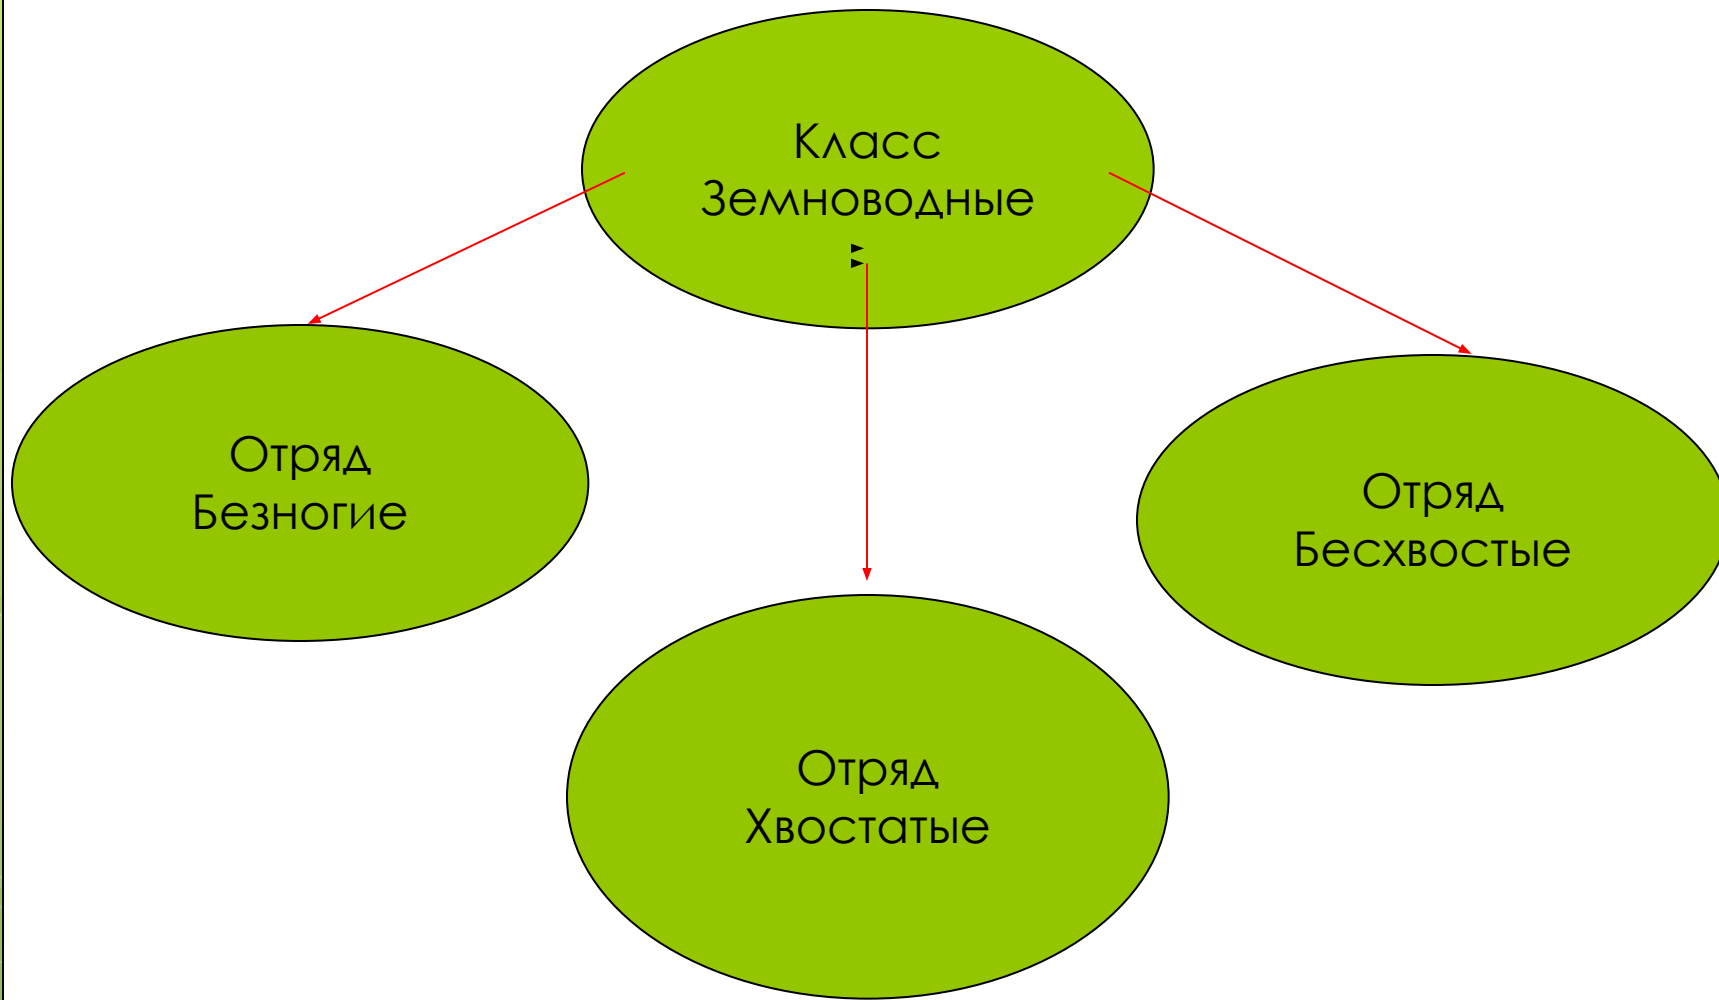 Класс
Земноводные
Отряд
Безногие
Отряд
Бесхвостые
Отряд
Хвостатые